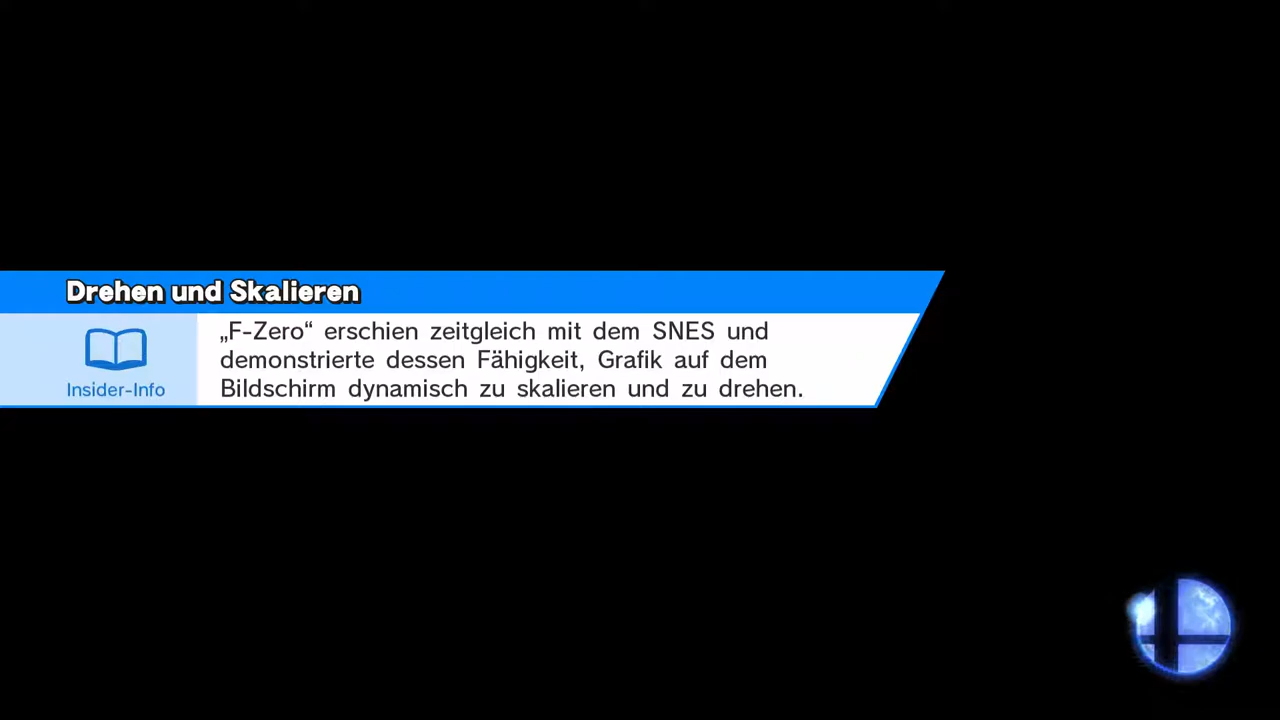 Drehen und Skalieren
„F-Zero“ erschien zeitgleich mit dem SNES und
demonstrierte dessen Fähigkeit, Grafik auf dem
Bildschirm dynamisch zu skalieren und zu drehen.
Insider-Info